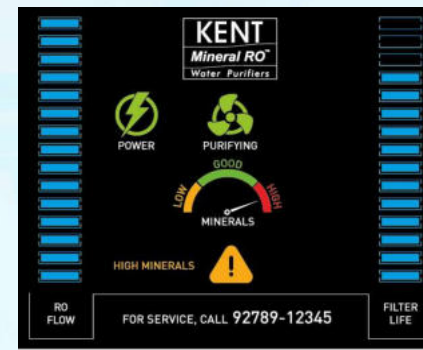 KENT
Mineral RO™
Water Purifiers
POWER
PURIFYING
LOW
GOOD
HIGH
MINERALS
HIGH MINERALS
RO
FLOW
FOR SERVICE, CALL 92789-12345
FILTER
LIFE